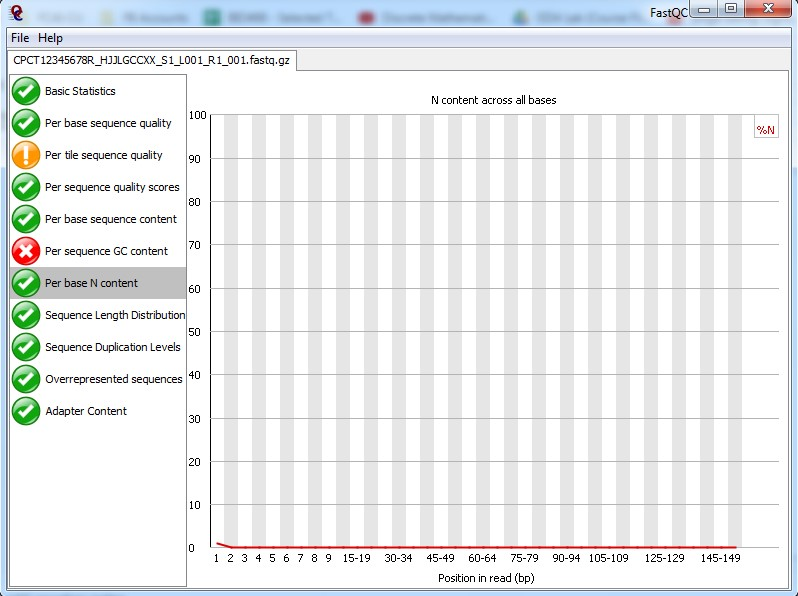 FastQC
File Help
CPCT12345678R_HJJLGCCXX_S1_L001_R1_001.fastq.gz
Basic Statistics
Per base sequence quality
Per tile sequence quality
Per sequence quality scores
Per base sequence content
Per sequence GC content
Per base N content
Sequence Length Distribution
Sequence Duplication Levels
Overrepresented sequences
Adapter Content
N content across all bases
%N
100
90
80
70
60
50
40
30
20
10
0
1 2 3 4 5 6 7 8 9 15-19 30-34 45-49 60-64 75-79 90-94 105-109 125-129 145-149
Position in read (bp)